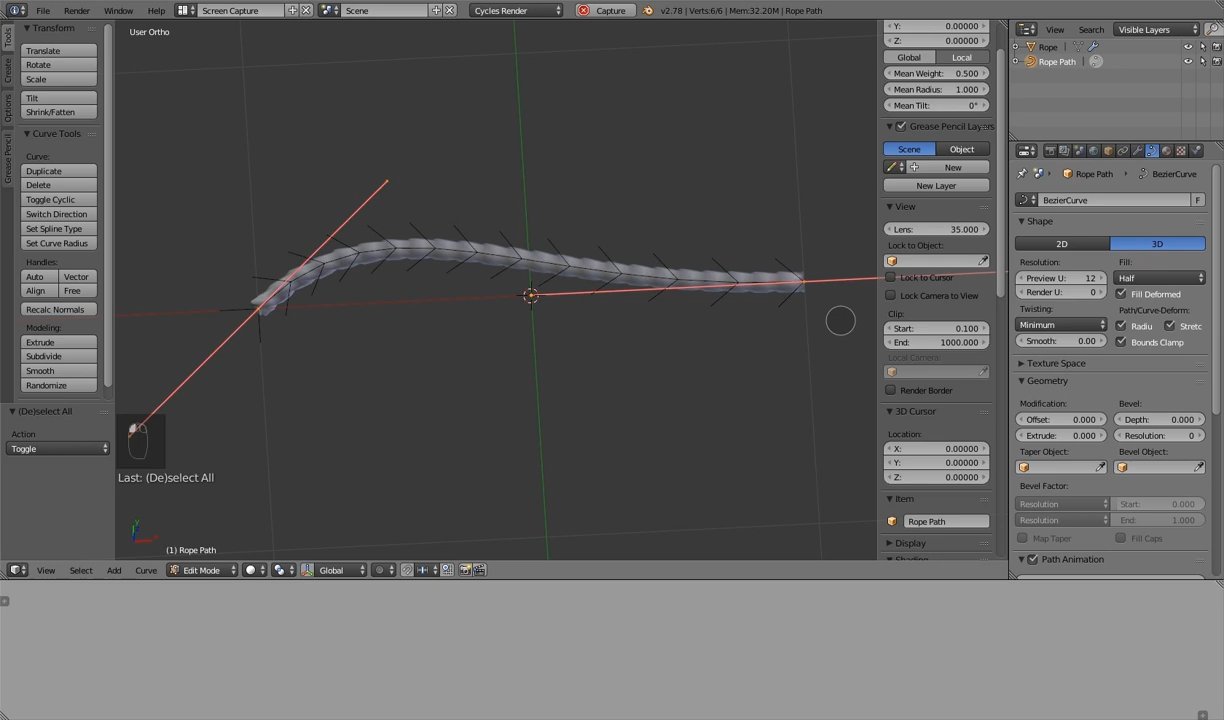 File
Render
Window
Help
Screen Capture
Scene
Cycles Render
Capture
v2.78 | Verts:6/6 | Mem:32.20M | Rope Path
Tools
Create
Options
Grease Pencil
Transform
Translate
Rotate
Scale
Tilt
Shrink/Fatten
Curve Tools
Curve:
Duplicate
Delete
Toggle Cyclic
Switch Direction
Set Spline Type
Set Curve Radius
Handles:
Auto
Vector
Align
Free
Recalc Normals
Modeling:
Extrude
Subdivide
Smooth
Randomize
(De)select All
Action
Toggle
User Ortho
Last: (De)select All
y
(1) Rope Path
View
Select
Add
Curve
Edit Mode
Global
Y: 0.00000
Z: 0.00000
Global
Local
Mean Weight: 0.500
Mean Radius: 1.000
Mean Tilt: 0°
Grease Pencil Layers
Scene
Object
New
New Layer
View
Lens: 35.000
Lock to Object:
Lock to Cursor
Lock Camera to View
Clip:
Start: 0.100
End: 1000.000
Local Camera:
Render Border
3D Cursor
Location:
X: 0.00000
Y: 0.00000
Z: 0.00000
Item
Rope Path
Display
View
Search
Visible Layers
Rope
Rope Path
Rope Path
BezierCurve
BezierCurve
F
Shape
2D
3D
Resolution:
Fill:
Preview U: 12
Half
Render U: 0
Fill Deformed
Twisting:
Path/Curve-Deform:
Minimum
Radiu
Stretc
Smooth: 0.00
Bounds Clamp
Texture Space
Geometry
Modification:
Bevel:
Offset: 0.000
Depth: 0.000
Extrude: 0.000
Resolution: 0
Taper Object:
Bevel Object:
Bevel Factor:
Resolution
Start: 0.000
Resolution
End: 1.000
Map Taper
Fill Caps
Path Animation